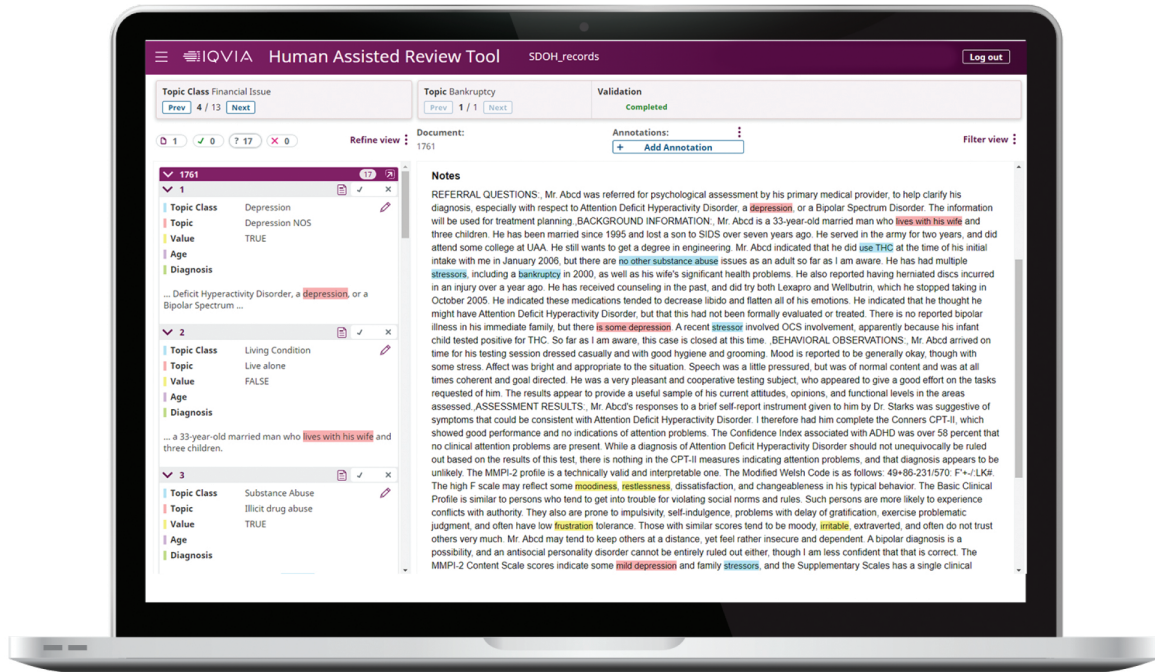 IQVIA Human Assisted Review Tool SDOH_records Log out
Topic Class Financial Issue
Prev 4 / 13 Next
Topic Bankruptcy
Prev 1 / 1 Next
Validation
Completed
1 0 ? 17 0
Refine view
Document:
1761
Annotations:
+ Add Annotation
Filter view
1761 17
1
Topic Class Depression
Topic Depression NOS
Value TRUE
Age
Diagnosis
... Deficit Hyperactivity Disorder, a depression, or a
Bipolar Spectrum ...
2
Topic Class Living Condition
Topic Live alone
Value FALSE
Age
Diagnosis
... a 33-year-old married man who lives with his wife and
three children.
3
Topic Class Substance Abuse
Topic Illicit drug abuse
Value TRUE
Age
Diagnosis
Notes
REFERRAL QUESTIONS:, Mr. Abcd was referred for psychological assessment by his primary medical provider, to help clarify his
diagnosis, especially with respect to Attention Deficit Hyperactivity Disorder, a depression, or a Bipolar Spectrum Disorder. The information
will be used for treatment planning.,BACKGROUND INFORMATION:, Mr. Abcd is a 33-year-old married man who lives with his wife and
three children. He has been married since 1995 and lost a son to SIDS over seven years ago. He served in the army for two years, and did
attend some college at UAA. He still wants to get a degree in engineering. Mr. Abcd indicated that he did use THC at the time of his initial
intake with me in January 2006, but there are no other substance abuse issues as an adult so far as I am aware. He has had multiple
stressors, including a bankruptcy in 2000, as well as his wife's significant health problems. He also reported having herniated discs incurred
in an injury over a year ago. He has received counseling in the past, and did try both Lexapro and Wellbutrin, which he stopped taking in
October 2005. He indicated these medications tended to decrease libido and flatten all of his emotions. He indicated that he thought he
might have Attention Deficit Hyperactivity Disorder, but that this had not been formally evaluated or treated. There is no reported bipolar
illness in his immediate family, but there is some depression. A recent stressor involved OCS involvement, apparently because his infant
child tested positive for THC. So far as I am aware, this case is closed at this time. ,BEHAVIORAL OBSERVATIONS:, Mr. Abcd arrived on
time for his testing session dressed casually and with good hygiene and grooming. Mood is reported to be generally okay, though with
some stress. Affect was bright and appropriate to the situation. Speech was a little pressured, but was of normal content and was at all
times coherent and goal directed. He was a very pleasant and cooperative testing subject, who appeared to give a good effort on the tasks
requested of him. The results appear to provide a useful sample of his current attitudes, opinions, and functional levels in the areas
assessed.,ASSESSMENT RESULTS:, Mr. Abcd's responses to a brief self-report instrument given to him by Dr. Starks was suggestive of
symptoms that could be consistent with Attention Deficit Hyperactivity Disorder. I therefore had him complete the Conners CPT-II, which
showed good performance and no indications of attention problems. The Confidence Index associated with ADHD was over 58 percent that
no clinical attention problems are present. While a diagnosis of Attention Deficit Hyperactivity Disorder should not unequivocally be ruled
out based on the results of this test, there is nothing in the CPT-II measures indicating attention problems, and that diagnosis appears to be
unlikely. The MMPI-2 profile is a technically valid and interpretable one. The Modified Welsh Code is as follows: 49+86-231/570: F'+-/:LK#.
The high F scale may reflect some moodiness, restlessness, dissatisfaction, and changeableness in his typical behavior. The Basic Clinical
Profile is similar to persons who tend to get into trouble for violating social norms and rules. Such persons are more likely to experience
conflicts with authority. They also are prone to impulsivity, self-indulgence, problems with delay of gratification, exercise problematic
judgment, and often have low frustration tolerance. Those with similar scores tend to be moody, irritable, extraverted, and often do not trust
others very much. Mr. Abcd may tend to keep others at a distance, yet feel rather insecure and dependent. A bipolar diagnosis is a
possibility, and an antisocial personality disorder cannot be entirely ruled out either, though I am less confident that that is correct. The
MMPI-2 Content Scale scores indicate some mild depression and family stressors, and the Supplementary Scales has a single clinical